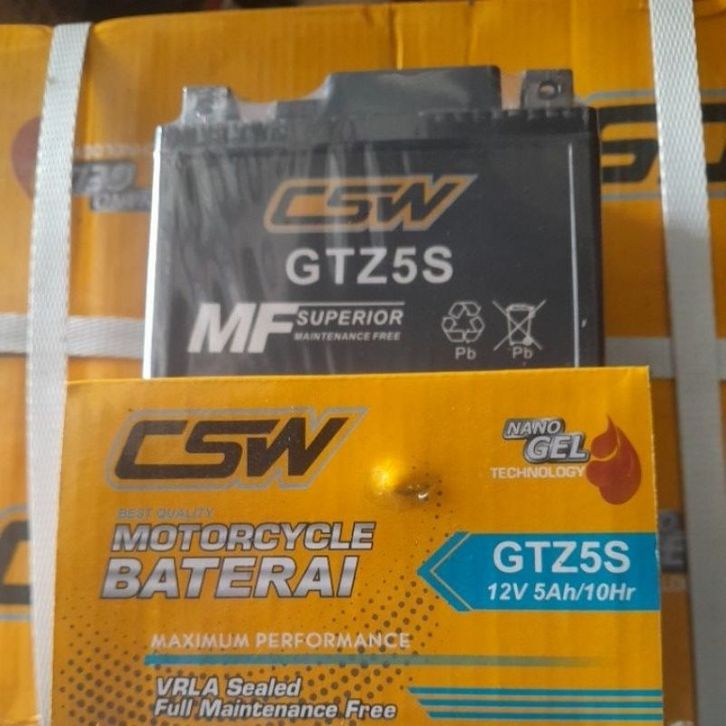 CSW
GTZ5S
MF SUPERIOR
MAINTENANCE FREE
Pb Pb
CSW
NANO
GEL
TECHNOLOGY
BEST QUALITY
MOTORCYCLE
BATERAI
GTZ5S
12V 5Ah/10Hr
MAXIMUM PERFORMANCE
VRLA Sealed
Full Maintenance Free